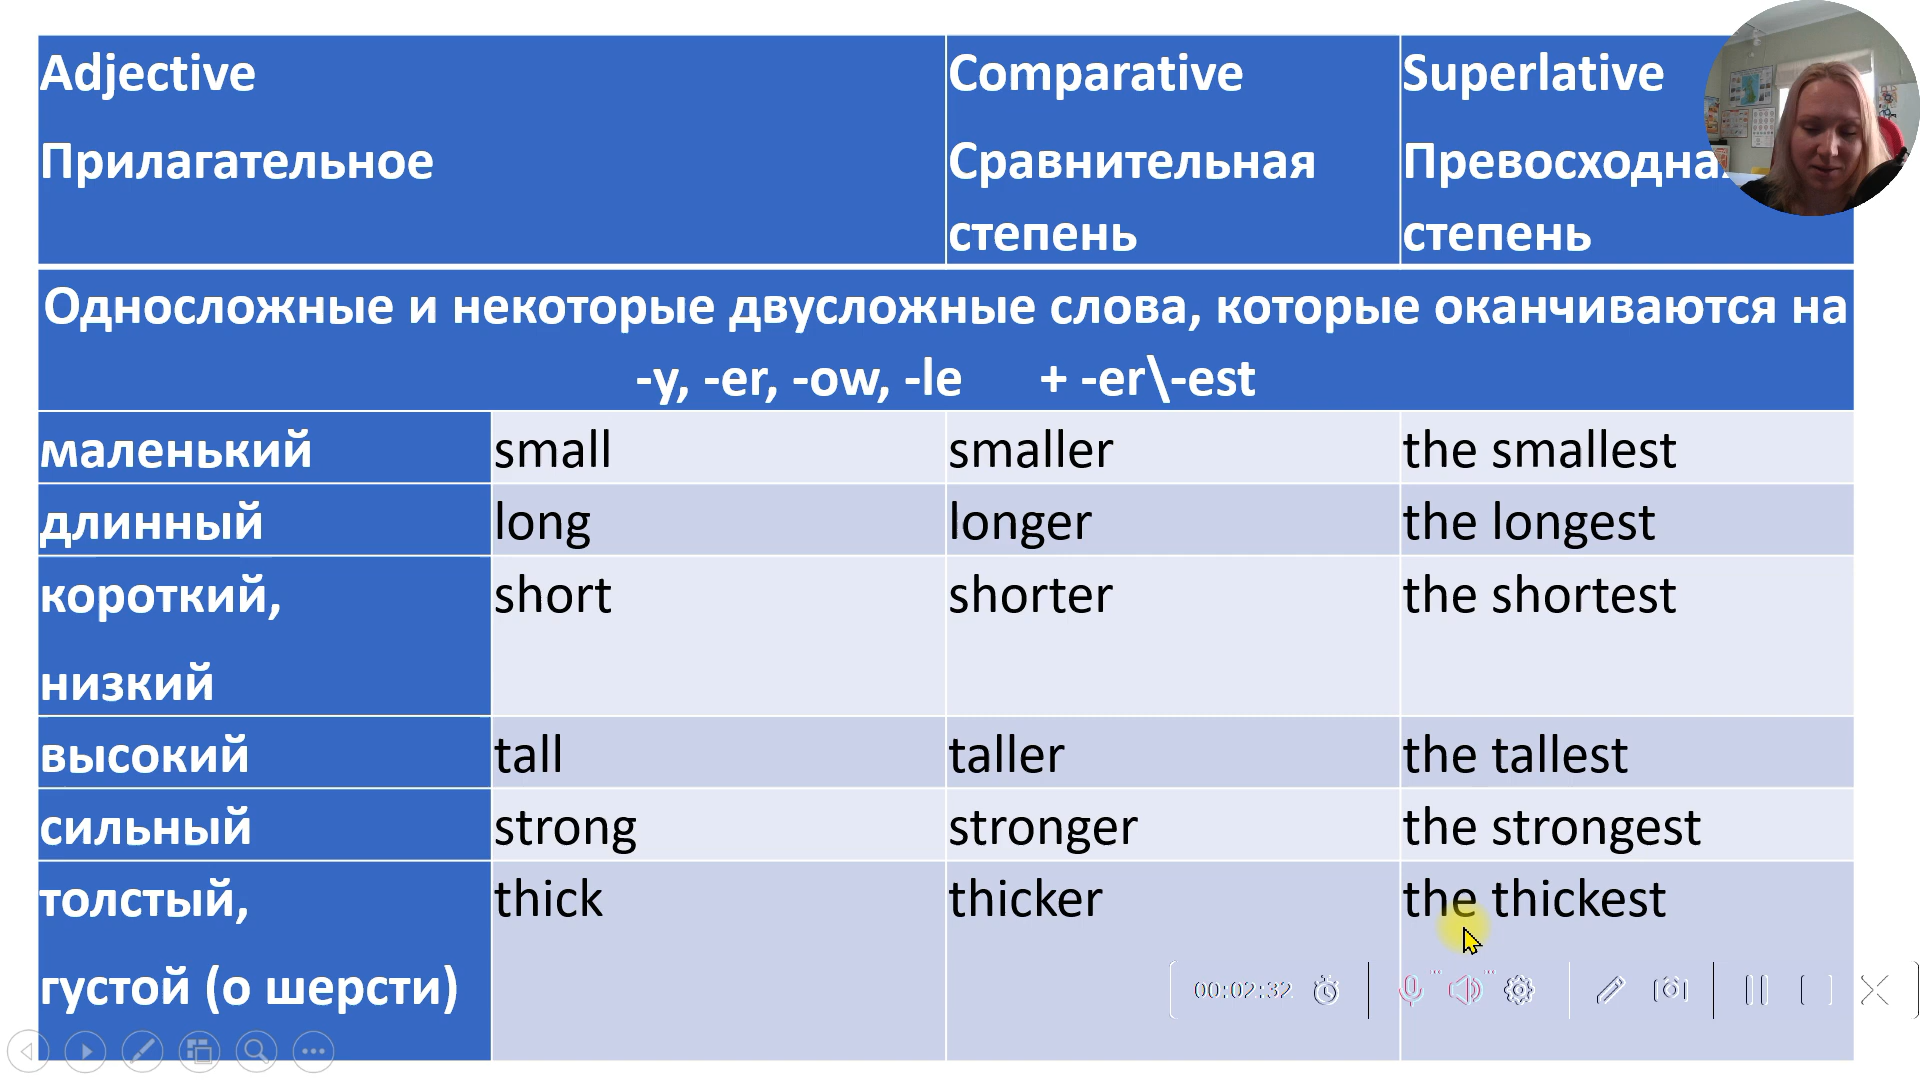 Adjective
Прилагательное
Comparative
Сравнительная
степень
Superlative
Превосходна
степень
Односложные и некоторые двусложные слова, которые оканчиваются на
-y, -er, -ow, -le + -er\-est
маленький small smaller the smallest
длинный long longer the longest
короткий, short shorter the shortest
низкий
высокий tall taller the tallest
сильный strong stronger the strongest
толстый, thick thicker the thickest
густой (о шерсти)
00:02:32